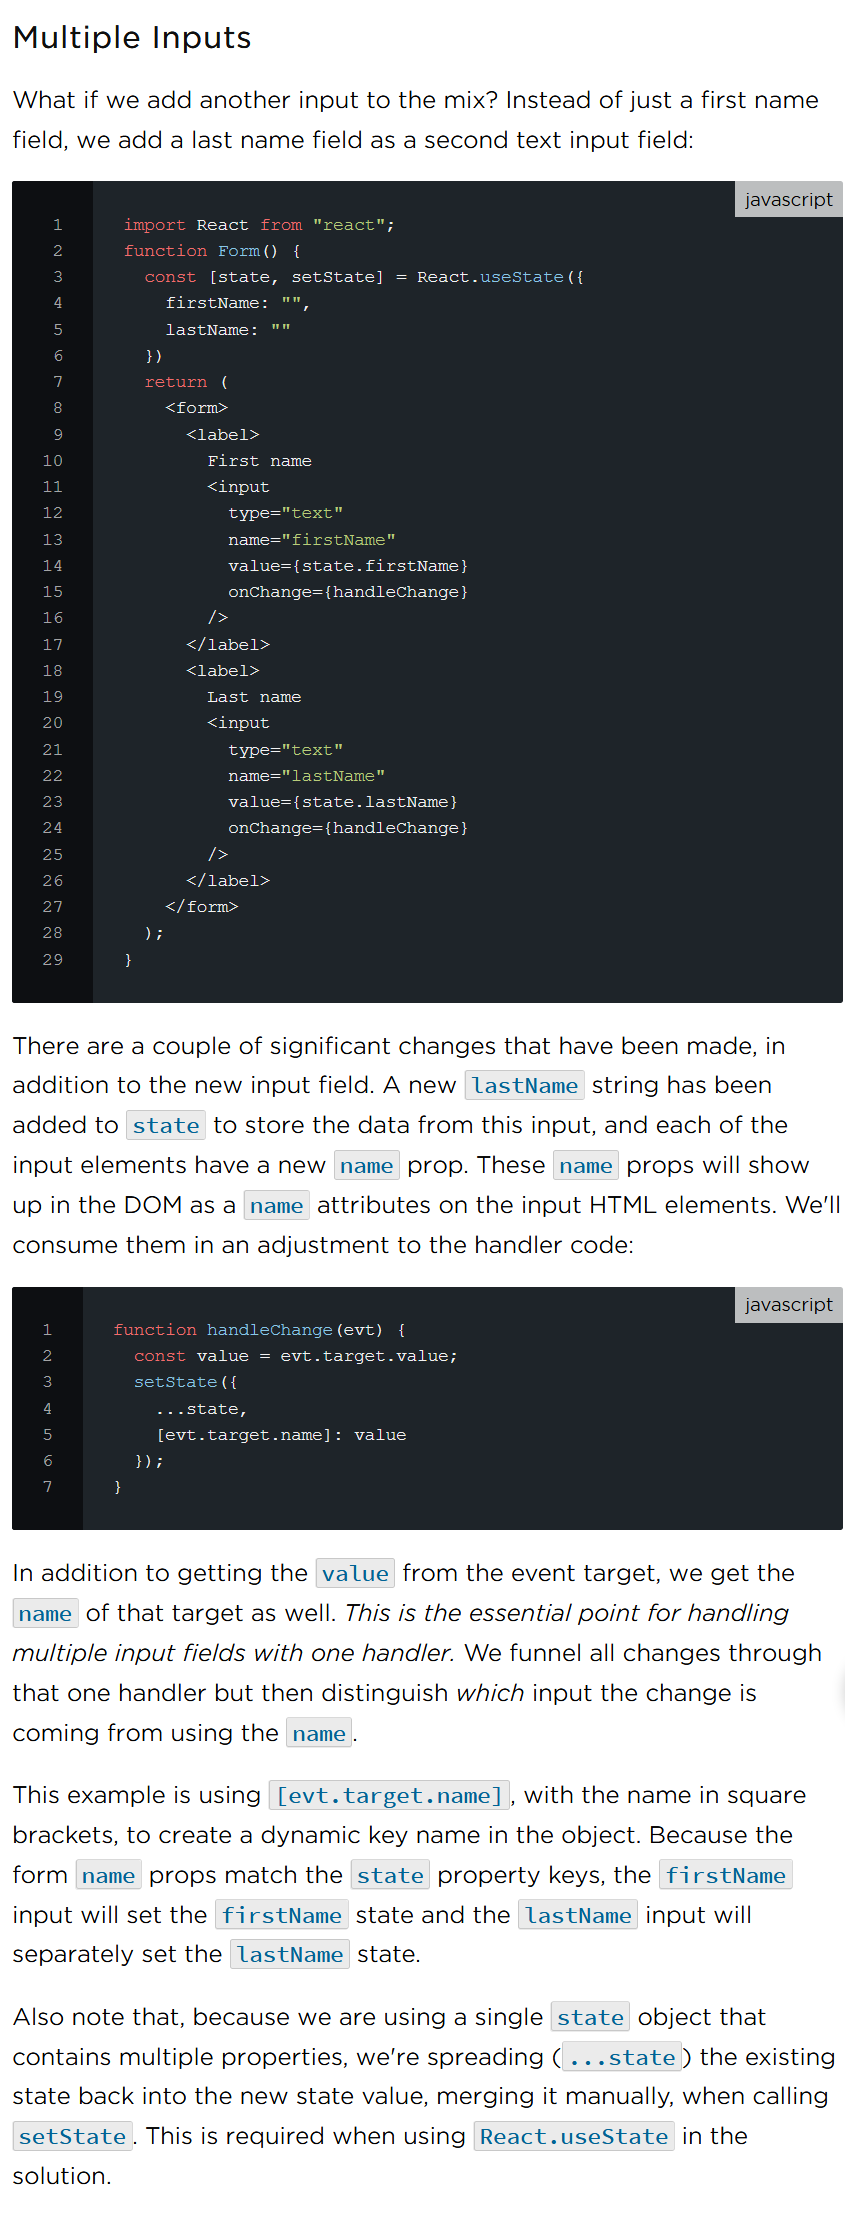 Multiple Inputs
What if we add another input to the mix? Instead of just a first name
field, we add a last name field as a second text input field:
javascript
1 import React from "react";
2 function Form() {
3   const [state, setState] = React.useState({
4     firstName: "",
5     lastName: ""
6   })
7   return (
8     <form>
9       <label>
10         First name
11         <input
12           type="text"
13           name="firstName"
14           value={state.firstName}
15           onChange={handleChange}
16         />
17       </label>
18       <label>
19         Last name
20         <input
21           type="text"
22           name="lastName"
23           value={state.lastName}
24           onChange={handleChange}
25         />
26       </label>
27     </form>
28   );
29 }
There are a couple of significant changes that have been made, in
addition to the new input field. A new lastName string has been
added to state to store the data from this input, and each of the
input elements have a new name prop. These name props will show
up in the DOM as a name attributes on the input HTML elements. We'll
consume them in an adjustment to the handler code:
javascript
1 function handleChange(evt) {
2   const value = evt.target.value;
3   setState({
4     ...state,
5     [evt.target.name]: value
6   });
7 }
In addition to getting the value from the event target, we get the
name of that target as well. This is the essential point for handling
multiple input fields with one handler. We funnel all changes through
that one handler but then distinguish which input the change is
coming from using the name.
This example is using [evt.target.name], with the name in square
brackets, to create a dynamic key name in the object. Because the
form name props match the state property keys, the firstName
input will set the firstName state and the lastName input will
separately set the lastName state.
Also note that, because we are using a single state object that
contains multiple properties, we're spreading (...state) the existing
state back into the new state value, merging it manually, when calling
setState. This is required when using React.useState in the
solution.